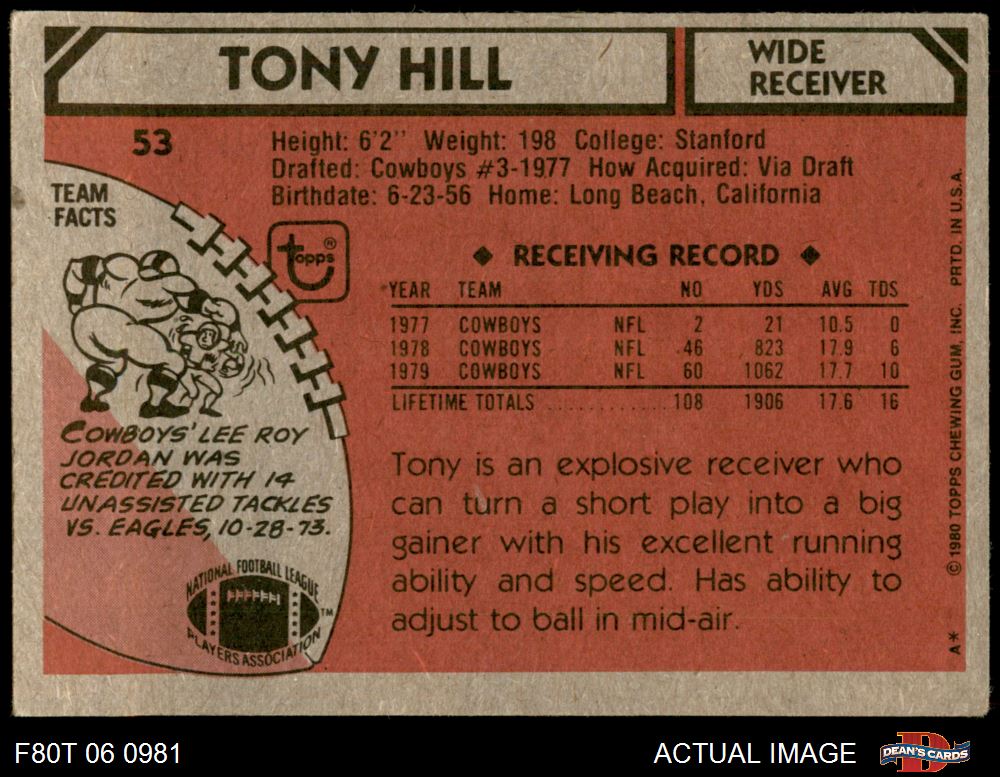 TONY HILL
WIDE
RECEIVER
53
Height: 6'2" Weight: 198 College: Stanford
Drafted: Cowboys #3-1977 How Acquired: Via Draft
Birthdate: 6-23-56 Home: Long Beach, California
TEAM
FACTS
topps®
◆ RECEIVING RECORD ◆
YEAR TEAM NO YDS AVG TDS
1977 COWBOYS NFL 2 21 10.5 0
1978 COWBOYS NFL 46 823 17.9 6
1979 COWBOYS NFL 60 1062 17.7 10
LIFETIME TOTALS 108 1906 17.6 16
COWBOYS' LEE ROY
JORDAN WAS
CREDITED WITH 14
UNASSISTED TACKLES
VS. EAGLES, 10-28-73.
Tony is an explosive receiver who
can turn a short play into a big
gainer with his excellent running
ability and speed. Has ability to
adjust to ball in mid-air.
NATIONAL FOOTBALL LEAGUE
PLAYERS ASSOCIATION
TM
A* © 1980 TOPPS CHEWING GUM, INC. PRTD. IN U.S.A.
F80T 06 0981
ACTUAL IMAGE
DEAN'S CARDS